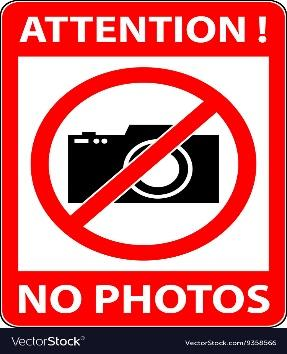 ATTENTION !
NO PHOTOS
VectorStock® VectorStock.com/9358566